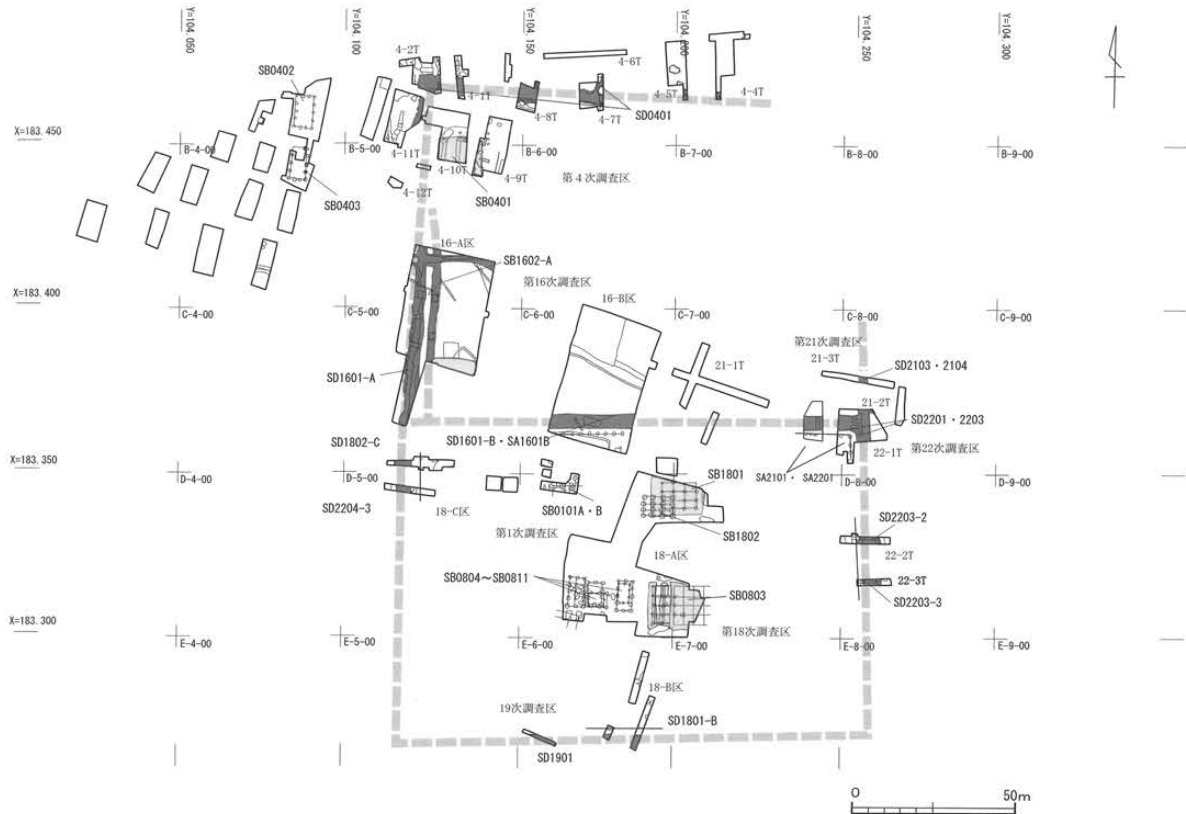 Y=104.050
Y=104.100
Y=104.150
Y=104.200
Y=104.250
Y=104.300
4-2T
4-6T
SB0402
4-1T
4-5T
4-4T
4-8T
4-7T
SD0401
X=183.450
B-4-00
B-5-00
B-6-00
B-7-00
B-8-00
B-9-00
4-11T
4-10T
4-9T
第4次調査区
4-12T
SB0401
SB0403
16-A区
SB1602-A
第16次調査区
X=183.400
16-B区
C-4-00
C-5-00
C-6-00
C-7-00
C-8-00
C-9-00
第21次調査区
21-3T
SD2103・2104
21-1T
SD1601-A
21-2T
SD2201・2203
SD1802-C
SD1601-B・SA1601B
22-1T
第22次調査区
X=183.350
SB1801
SA2101・SA2201
D-4-00
D-5-00
D-8-00
D-9-00
SD2204-3
18-C区
SB0101A・B
SD2203-2
第1次調査区
SB1802
22-2T
18-A区
SB0804～SB0811
22-3T
SB0803
SD2203-3
X=183.300
第18次調査区
E-4-00
E-5-00
E-6-00
E-7-00
E-8-00
E-9-00
18-B区
19次調査区
SD1801-B
SD1901
0
50m